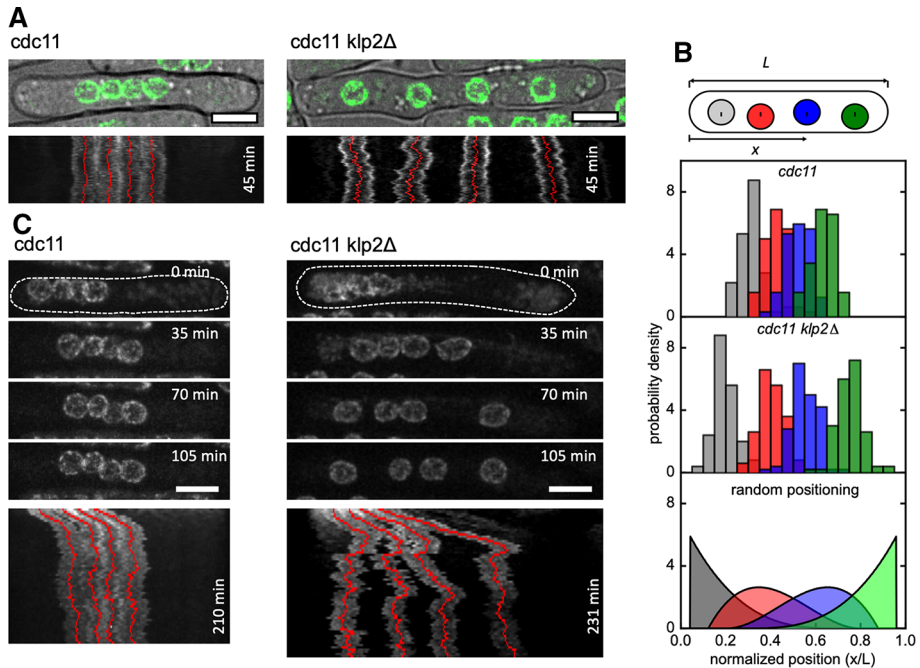 A
cdc11
cdc11 klp2Δ
45 min
45 min
B
L
x
cdc11
8
4
0
cdc11 klp2Δ
8
4
0
probability density
random positioning
8
4
0
0.0 0.2 0.4 0.6 0.8 1.0
normalized position (x/L)
C
cdc11
cdc11 klp2Δ
0 min
0 min
35 min
35 min
70 min
70 min
105 min
105 min
210 min
231 min